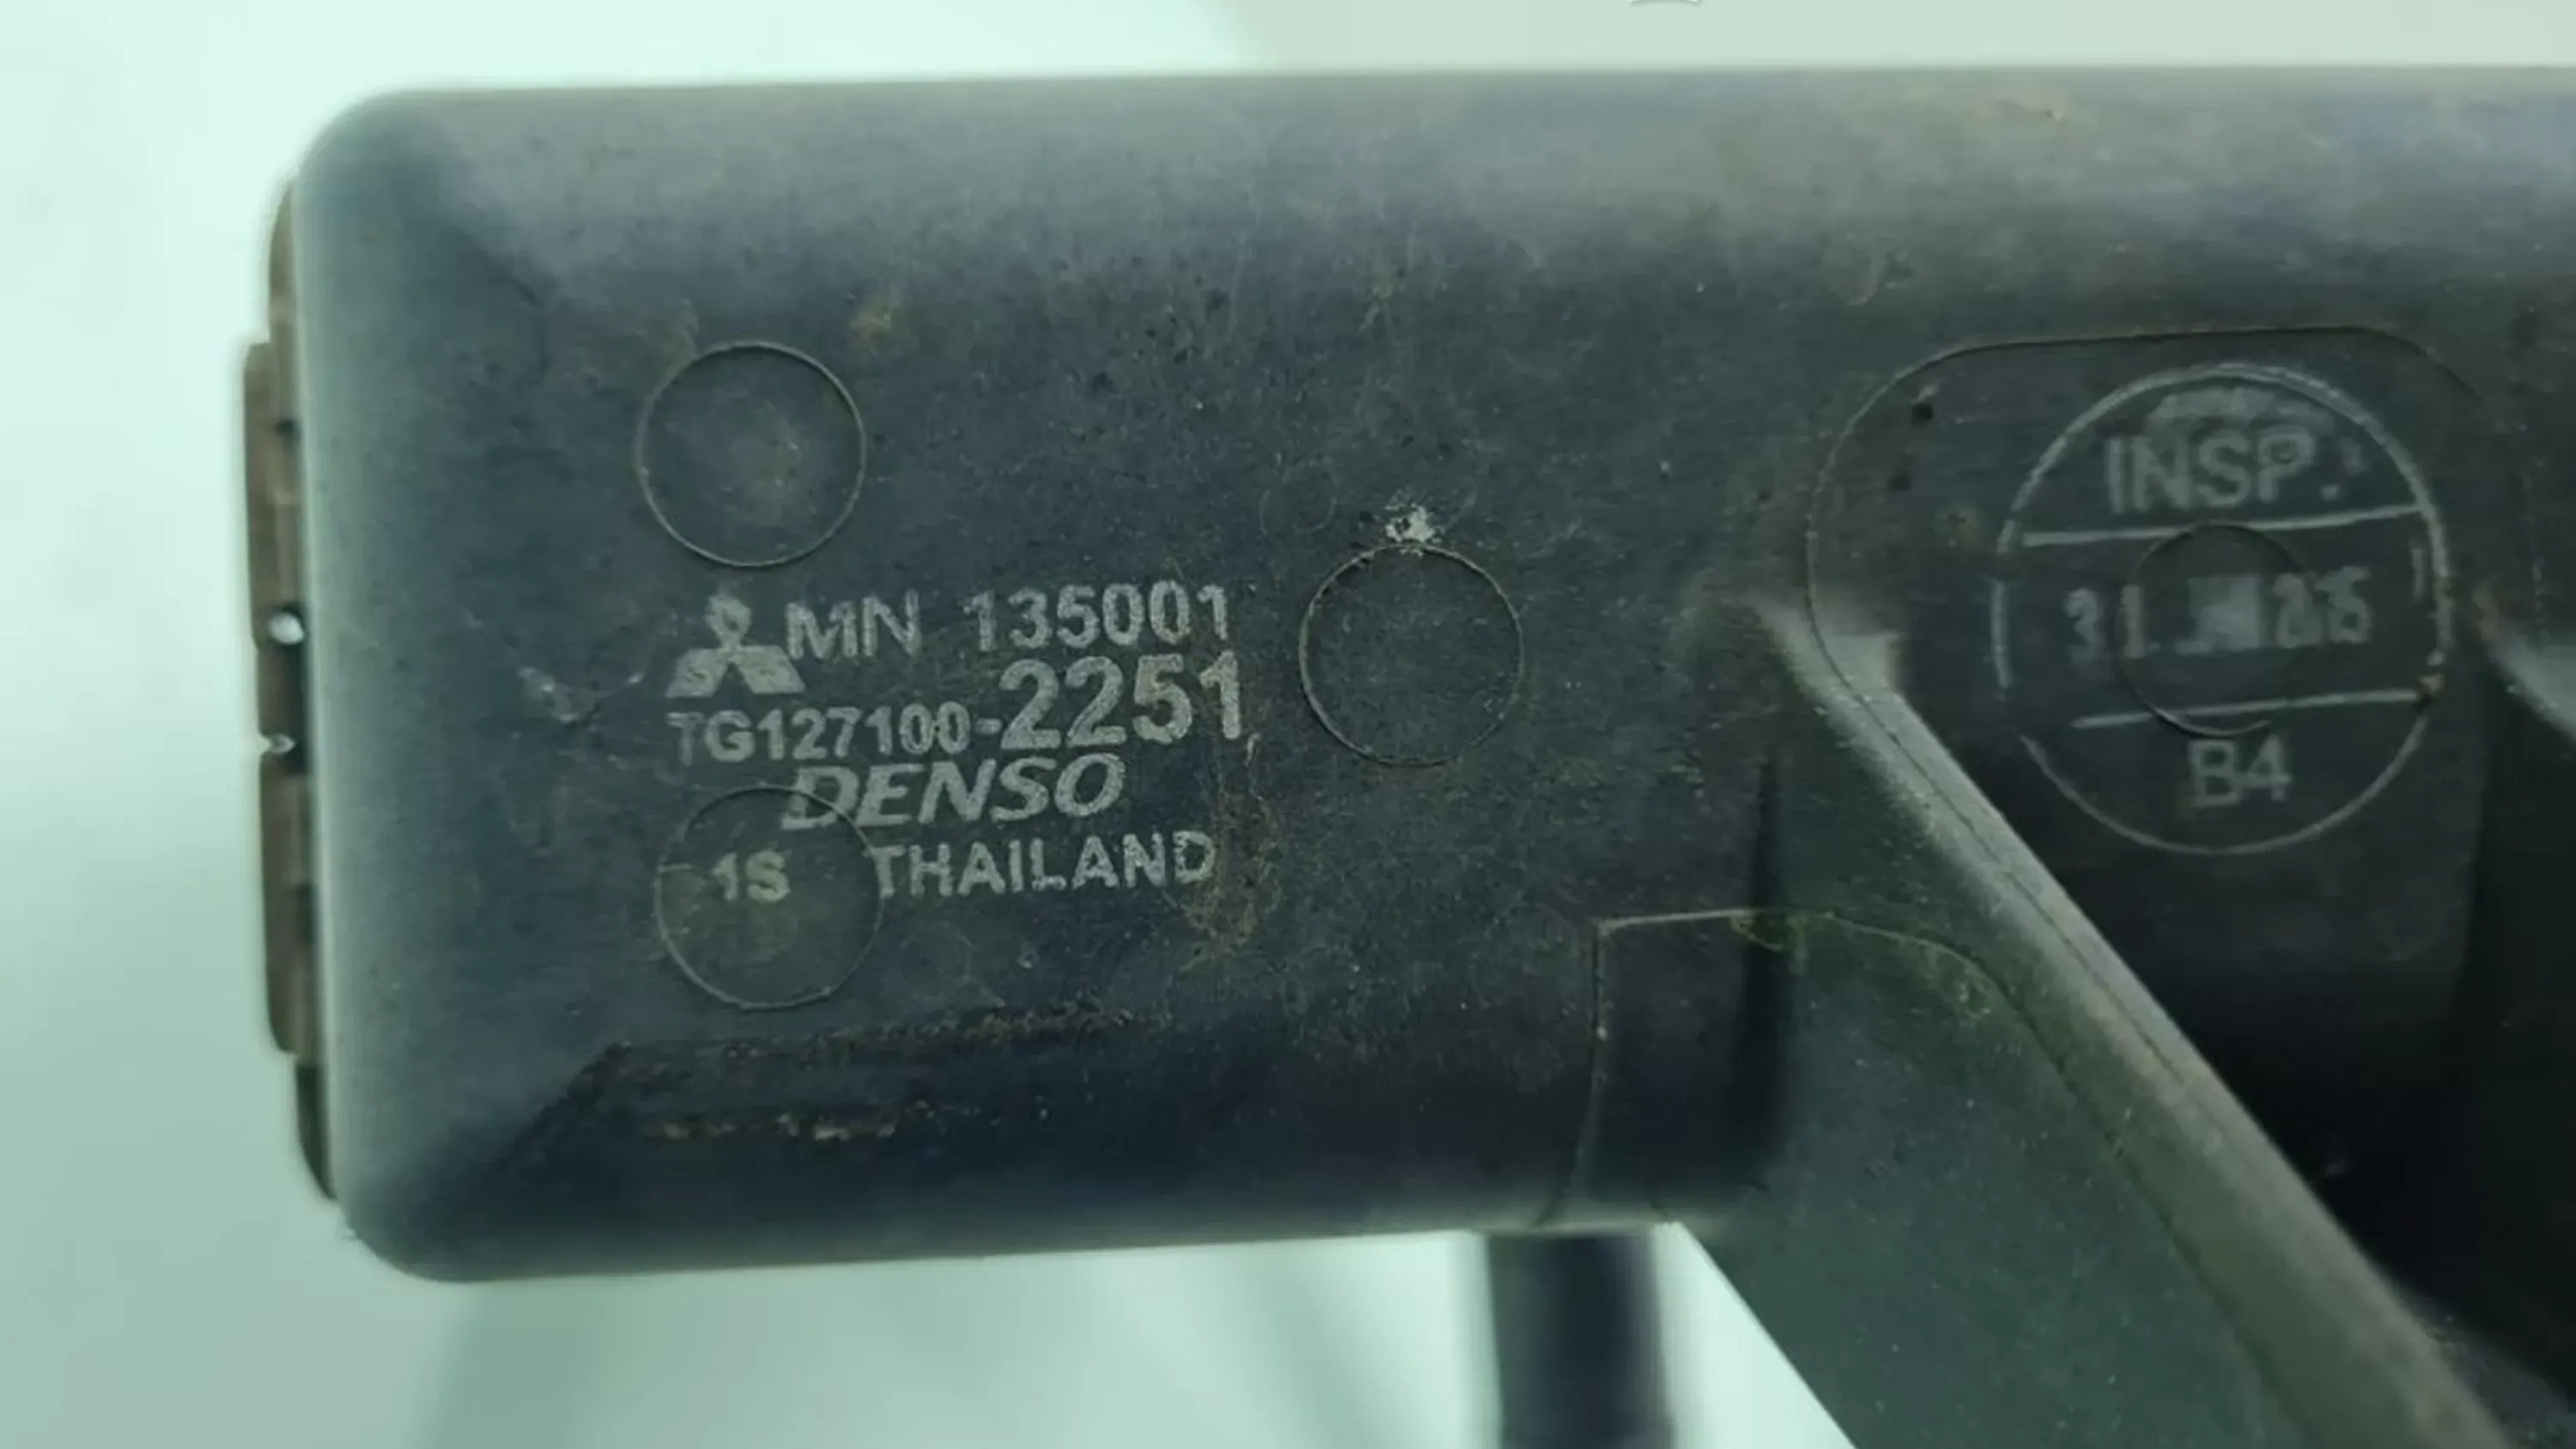 MN 135001
TG127100-2251
DENSO
1S THAILAND
INSP.
B4